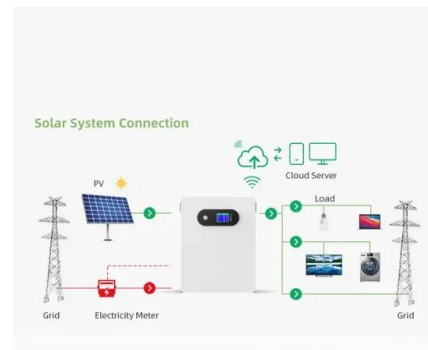 Solar System Connection
Cloud Server
PV
Load
Grid
Electricity Meter
Grid